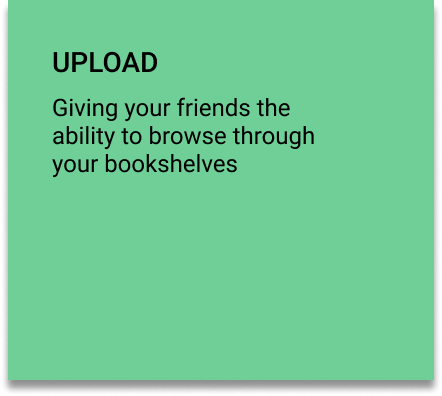 UPLOAD
Giving your friends the
ability to browse through
your bookshelves